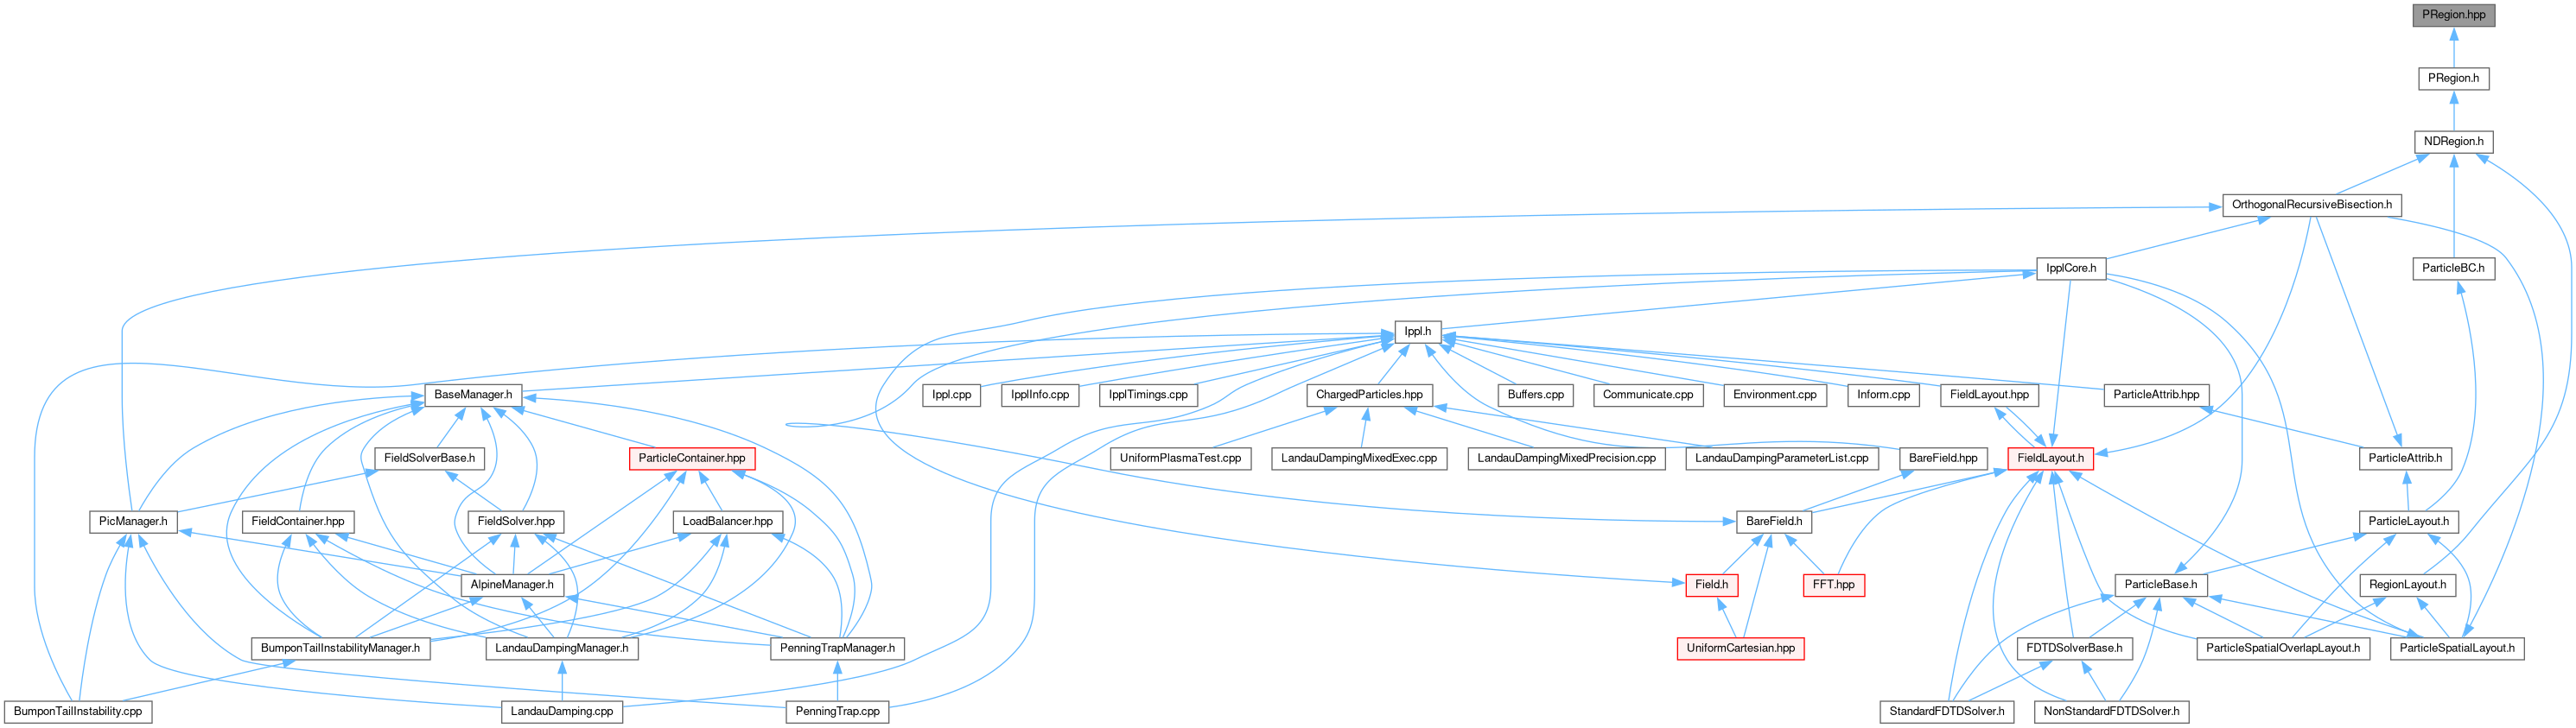 PRegion.hpp
PRegion.h
NDRegion.h
OrthogonalRecursiveBisection.h
IpplCore.h
ParticleBC.h
Ippl.h
BaseManager.h
Ippl.cpp
IpplInfo.cpp
IpplTimings.cpp
ChargedParticles.hpp
Buffers.cpp
Communicate.cpp
Environment.cpp
Inform.cpp
FieldLayout.hpp
ParticleAttrib.hpp
FieldSolverBase.h
ParticleContainer.hpp
UniformPlasmaTest.cpp
LandauDampingMixedExec.cpp
LandauDampingMixedPrecision.cpp
LandauDampingParameterList.cpp
BareField.hpp
FieldLayout.h
ParticleAttrib.h
PicManager.h
FieldContainer.hpp
FieldSolver.hpp
LoadBalancer.hpp
BareField.h
ParticleLayout.h
AlpineManager.h
Field.h
FFT.hpp
ParticleBase.h
RegionLayout.h
BumponTailInstabilityManager.h
LandauDampingManager.h
PenningTrapManager.h
UniformCartesian.hpp
FDTDSolverBase.h
ParticleSpatialOverlapLayout.h
ParticleSpatialLayout.h
BumponTailInstability.cpp
LandauDamping.cpp
PenningTrap.cpp
StandardFDTDSolver.h
NonStandardFDTDSolver.h